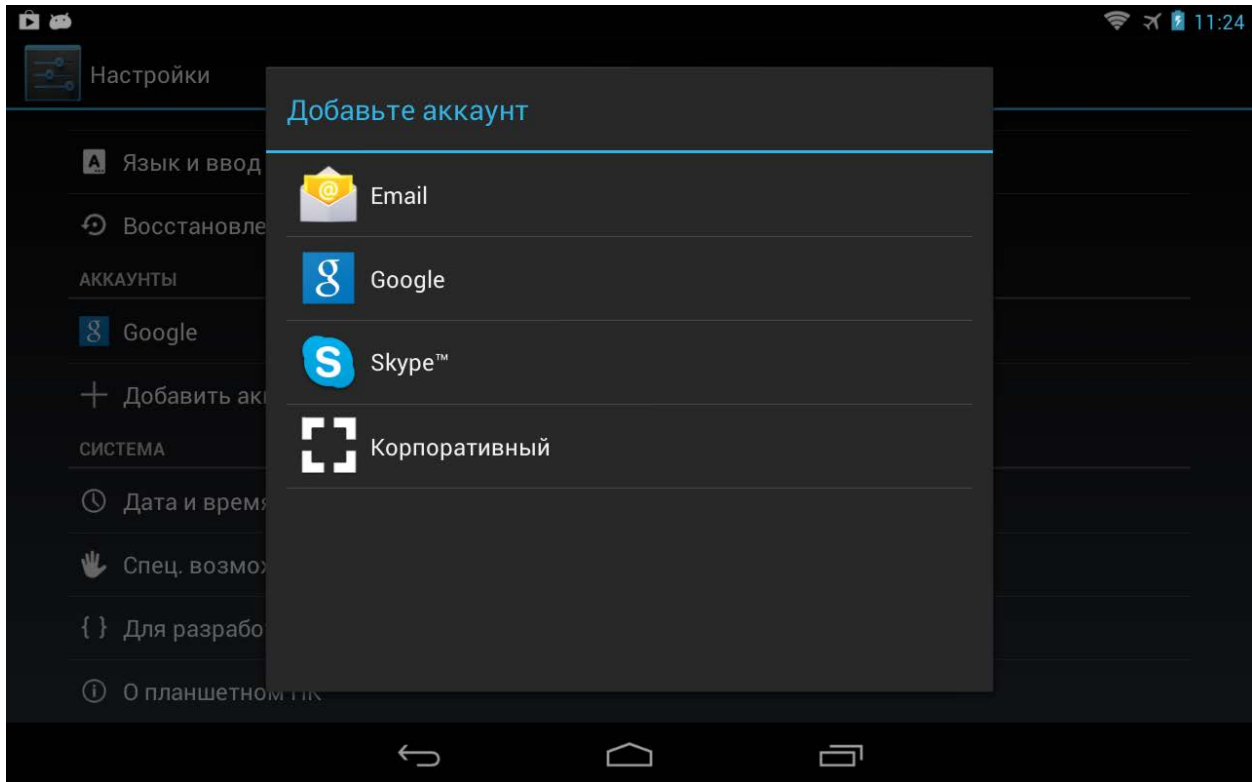 11:24
Настройки
Добавьте аккаунт
Язык и ввод
Email
Восстановле
АККАУНТЫ
Google
Google
Skype™
Добавить ак
Корпоративный
СИСТЕМА
Дата и время
Спец. возмо
Для разрабо
О планшетном ПК